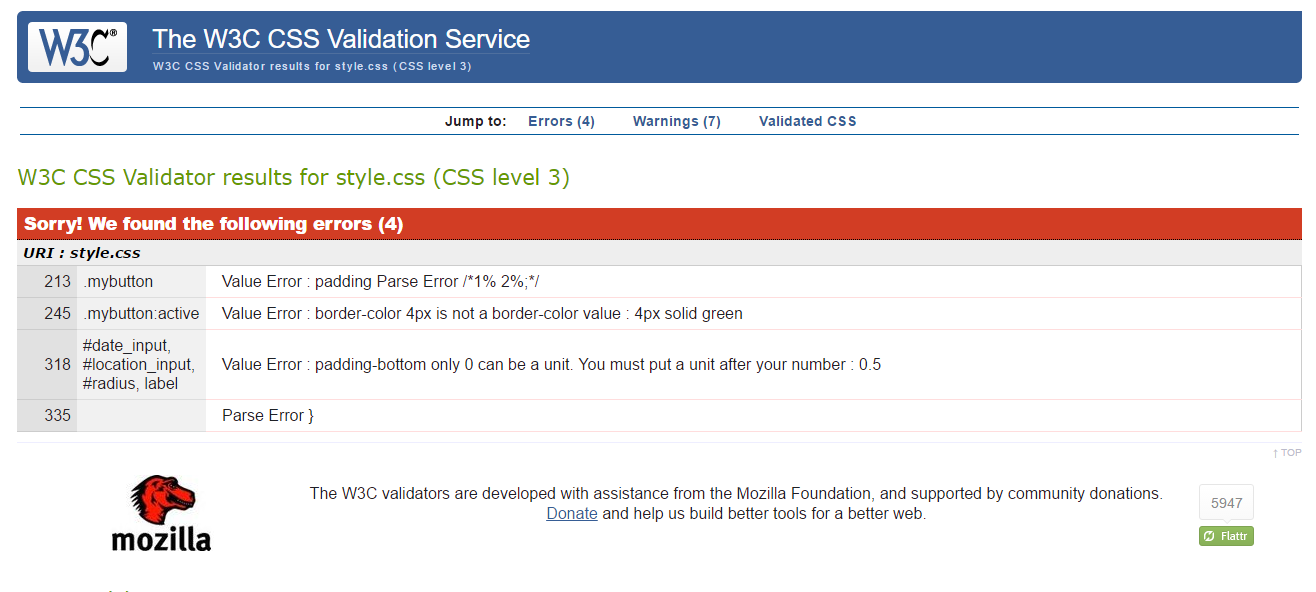 W3C®
The W3C CSS Validation Service
W3C CSS Validator results for style.css (CSS level 3)
Jump to: Errors (4) Warnings (7) Validated CSS
W3C CSS Validator results for style.css (CSS level 3)
Sorry! We found the following errors (4)
URI : style.css
213 .mybutton Value Error : padding Parse Error /*1% 2%;*/
245 .mybutton:active Value Error : border-color 4px is not a border-color value : 4px solid green
318 #date_input, #location_input, #radius, label Value Error : padding-bottom only 0 can be a unit. You must put a unit after your number : 0.5
335 Parse Error }
↑ TOP
mozilla
The W3C validators are developed with assistance from the Mozilla Foundation, and supported by community donations.
Donate and help us build better tools for a better web.
5947
Flattr